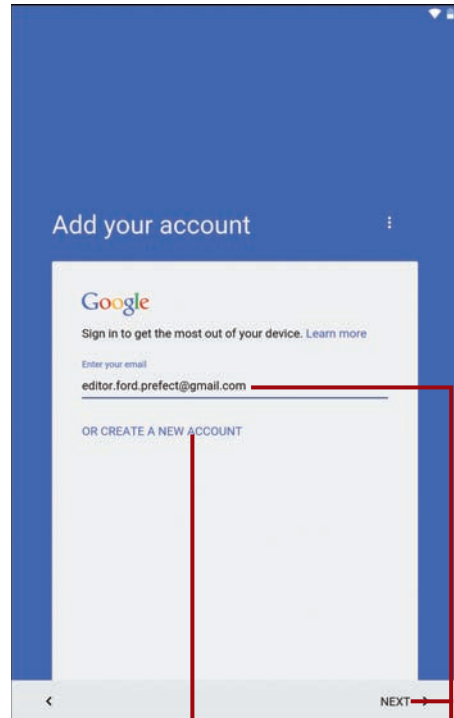 Add your account
Google
Sign in to get the most out of your device. Learn more
Enter your email
editor.ford.prefect@gmail.com
OR CREATE A NEW ACCOUNT
NEXT